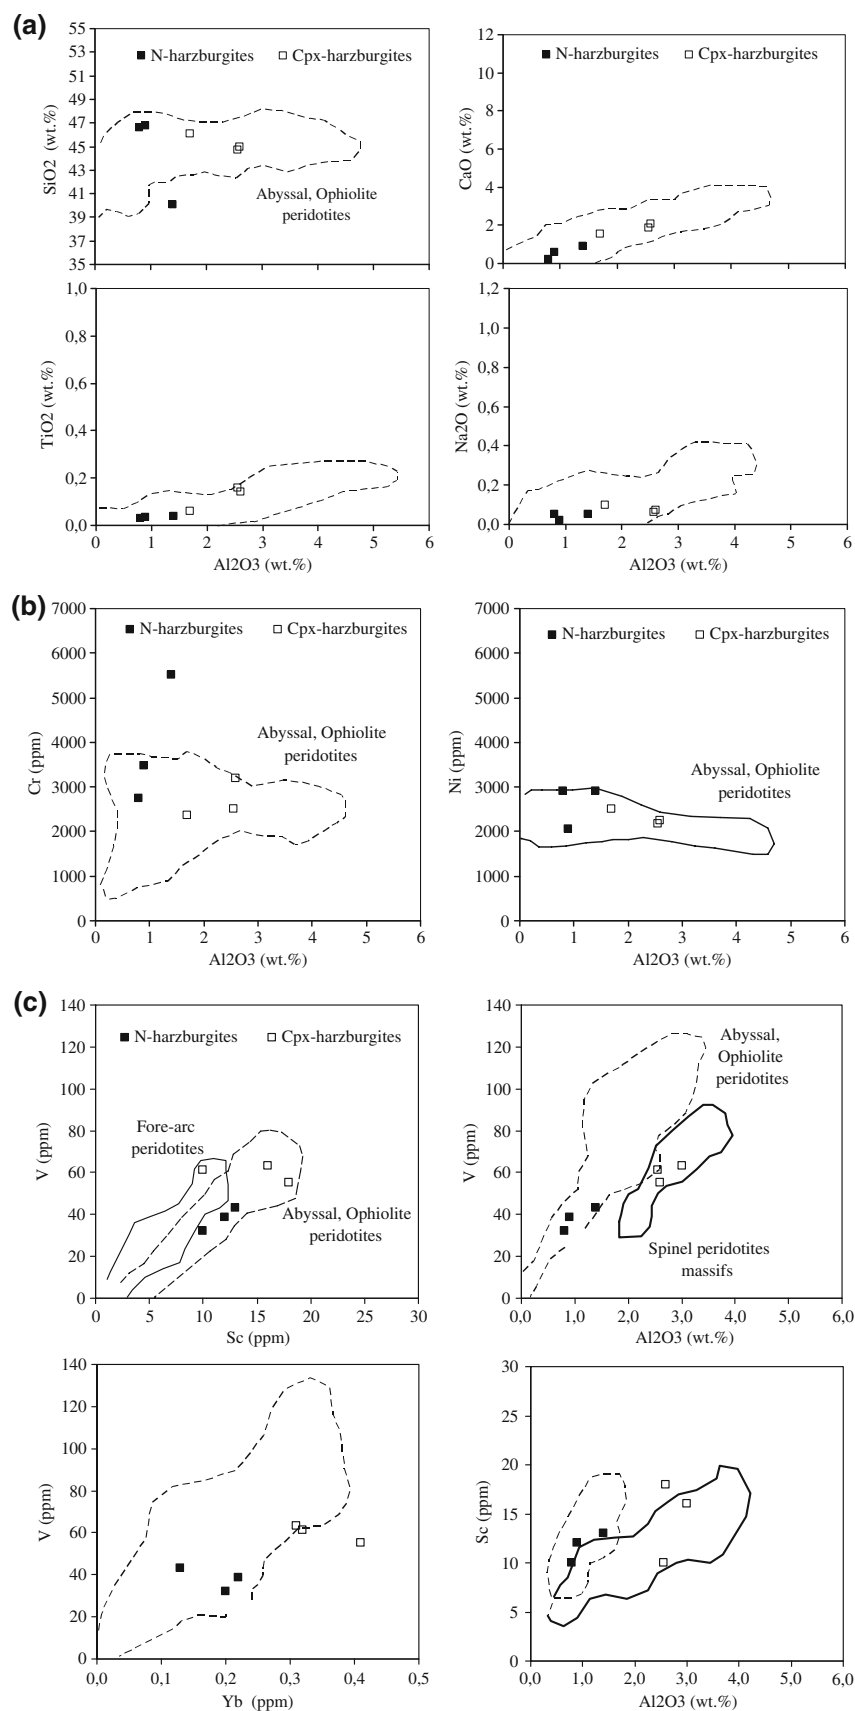 (a)
55
53
51
49
47
45
43
41
39
37
35
SiO2 (wt.%)
N-harzburgites
Cpx-harzburgites
Abyssal, Ophiolite
peridotites
12
10
8
6
4
2
0
CaO (wt.%)
N-harzburgites
Cpx-harzburgites
1,0
0,8
0,6
0,4
0,2
0,0
TiO2 (wt.%)
0 1 2 3 4 5 6
Al2O3 (wt.%)
1,2
1,0
0,8
0,6
0,4
0,2
0,0
Na2O (wt.%)
0 1 2 3 4 5 6
Al2O3 (wt.%)
(b)
7000
6000
5000
4000
3000
2000
1000
0
Cr (ppm)
N-harzburgites
Cpx-harzburgites
Abyssal, Ophiolite
peridotites
0 1 2 3 4 5 6
Al2O3 (wt.%)
7000
6000
5000
4000
3000
2000
1000
0
Ni (ppm)
N-harzburgites
Cpx-harzburgites
Abyssal, Ophiolite
peridotites
0 1 2 3 4 5 6
Al2O3 (wt.%)
(c)
140
120
100
80
60
40
20
0
V (ppm)
N-harzburgites
Cpx-harzburgites
Fore-arc
peridotites
Abyssal, Ophiolite
peridotites
0 5 10 15 20 25 30
Sc (ppm)
140
120
100
80
60
40
20
0
V (ppm)
Abyssal,
Ophiolite
peridotites
Spinel peridotites
massifs
0,0 1,0 2,0 3,0 4,0 5,0 6,0
Al2O3 (wt.%)
140
120
100
80
60
40
20
0
V (ppm)
0,0 0,1 0,2 0,3 0,4 0,5
Yb (ppm)
30
25
20
15
10
5
0
Sc (ppm)
0,0 1,0 2,0 3,0 4,0 5,0 6,0
Al2O3 (wt.%)